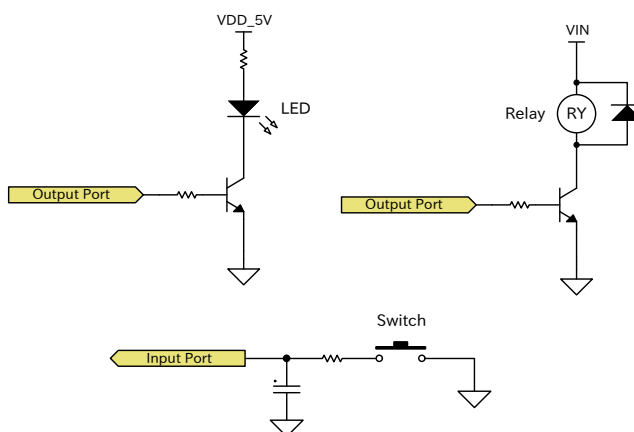 VDD_5V
LED
Output Port
VIN
Relay
RY
Output Port
Switch
Input Port